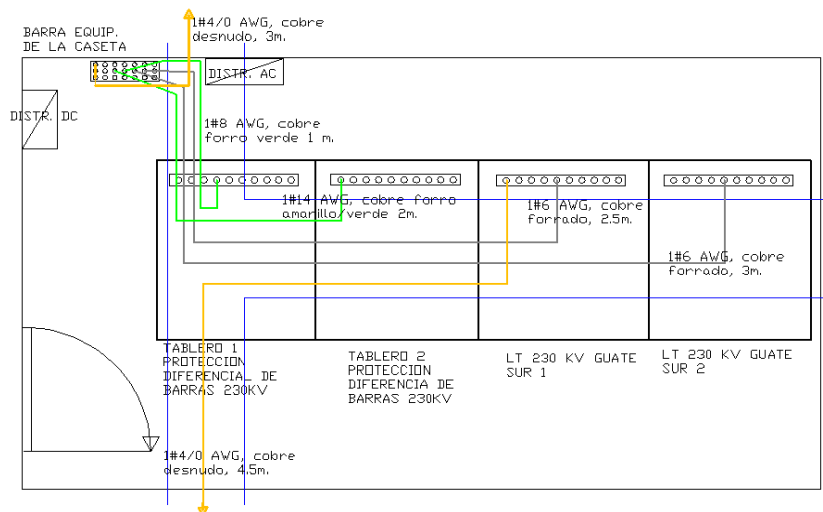 1#4/0 AWG, cobre
desnudo, 3m.
BARRA EQUIP.
DE LA CASETA
DISTR. AC
DISTR. DC
1#8 AWG, cobre
forro verde 1 m.
1#14 AWG, cobre forro
amarillo/verde 2m.
1#6 AWG, cobre
forrado, 2.5m.
1#6 AWG, cobre
forrado, 3m.
TABLERO 1
PROTECCION
DIFERENCIAL DE
BARRAS 230KV
TABLERO 2
PROTECCION
DIFERENCIA DE
BARRAS 230KV
LT 230 KV GUATE
SUR 1
LT 230 KV GUATE
SUR 2
1#4/0 AWG, cobre
desnudo, 4.5m.